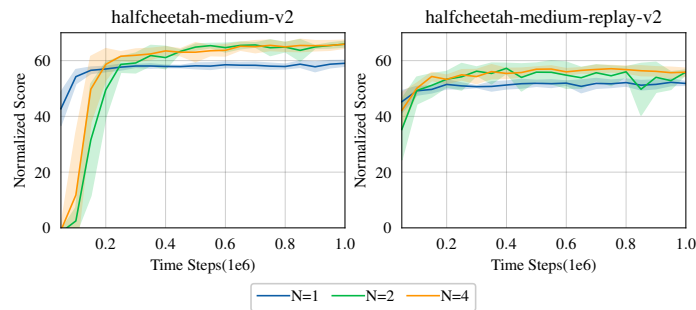 halfcheetah-medium-v2
Normalized Score
60
40
20
0
0.2 0.4 0.6 0.8 1.0
Time Steps(1e6)
halfcheetah-medium-replay-v2
Normalized Score
60
40
20
0
0.2 0.4 0.6 0.8 1.0
Time Steps(1e6)
N=1 N=2 N=4